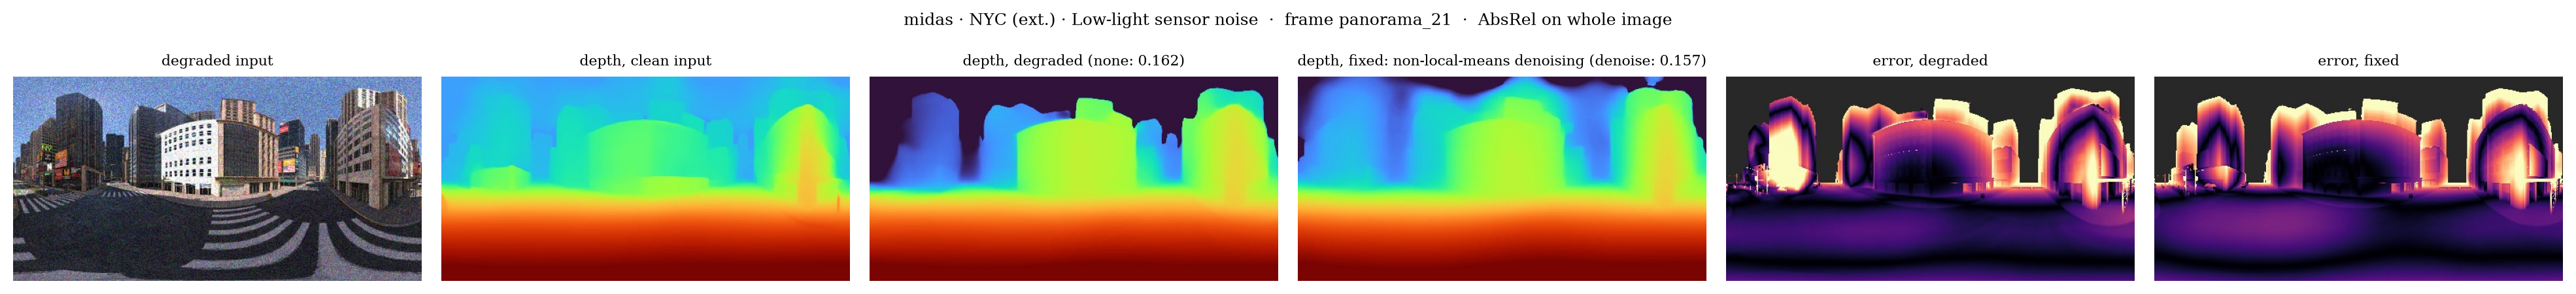 midas · NYC (ext.) · Low-light sensor noise · frame panorama_21 · AbsRel on whole image
degraded input
depth, clean input
depth, degraded (none: 0.162)
depth, fixed: non-local-means denoising (denoise: 0.157)
error, degraded
error, fixed